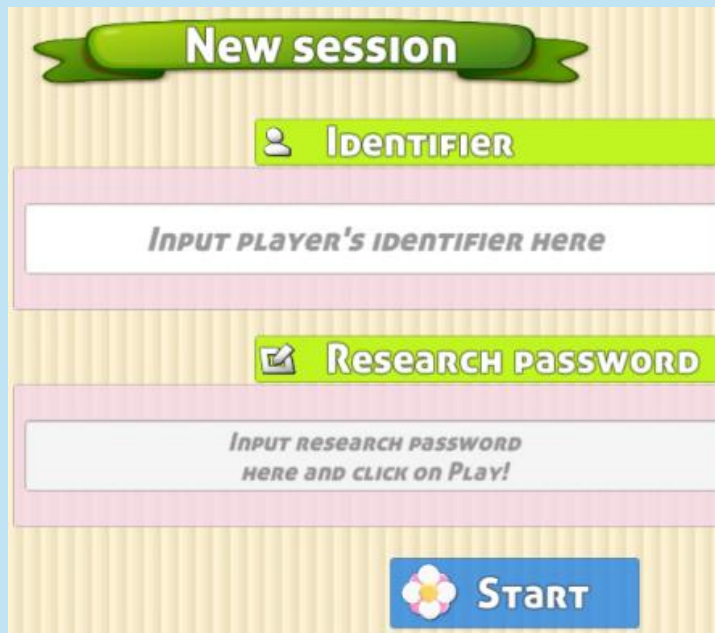 New session
Identifier
Input player's identifier here
Research password
Input research password
here and click on Play!
Start